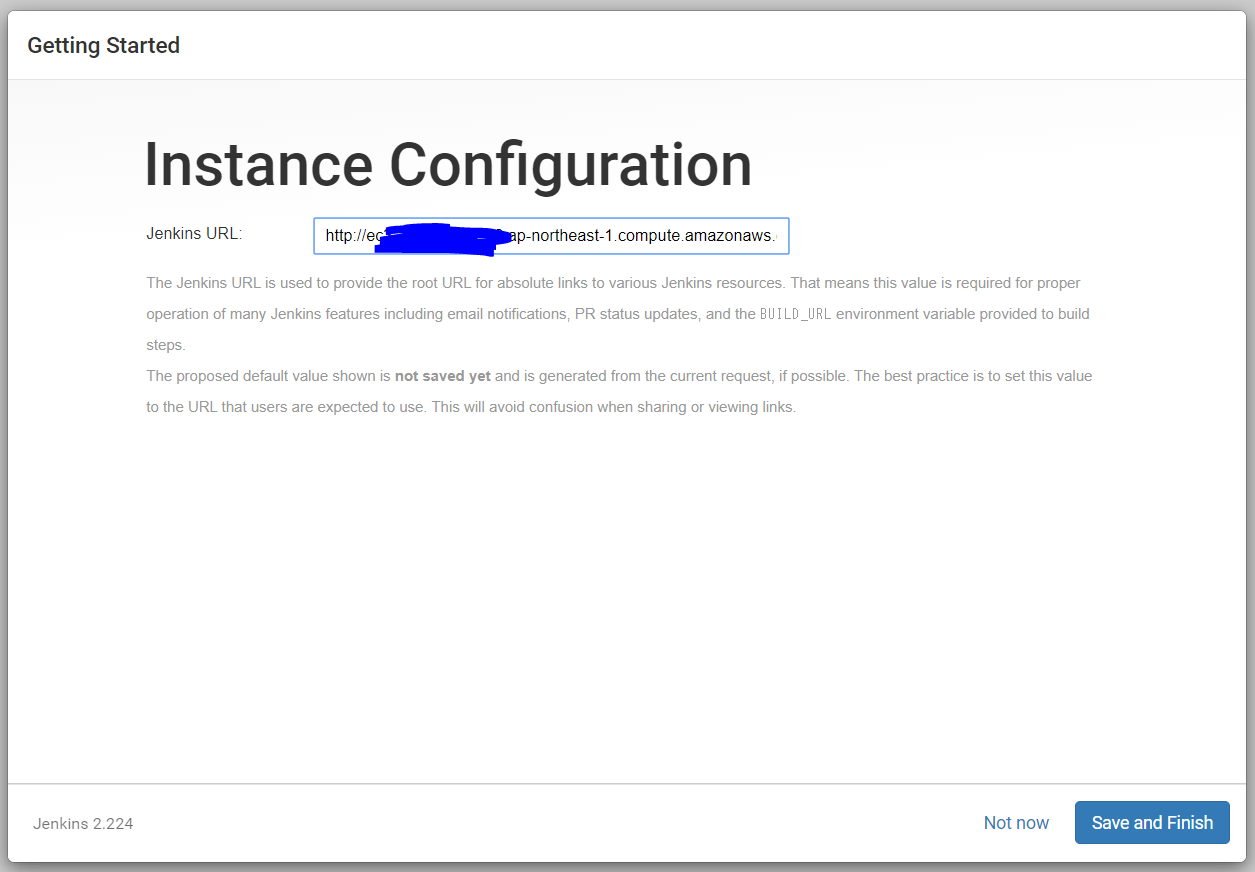 Getting Started
Instance Configuration
Jenkins URL:
http://ec ap-northeast-1.compute.amazonaws.
The Jenkins URL is used to provide the root URL for absolute links to various Jenkins resources. That means this value is required for proper
operation of many Jenkins features including email notifications, PR status updates, and the BUILD_URL environment variable provided to build
steps.
The proposed default value shown is not saved yet and is generated from the current request, if possible. The best practice is to set this value
to the URL that users are expected to use. This will avoid confusion when sharing or viewing links.
Jenkins 2.224
Not now
Save and Finish